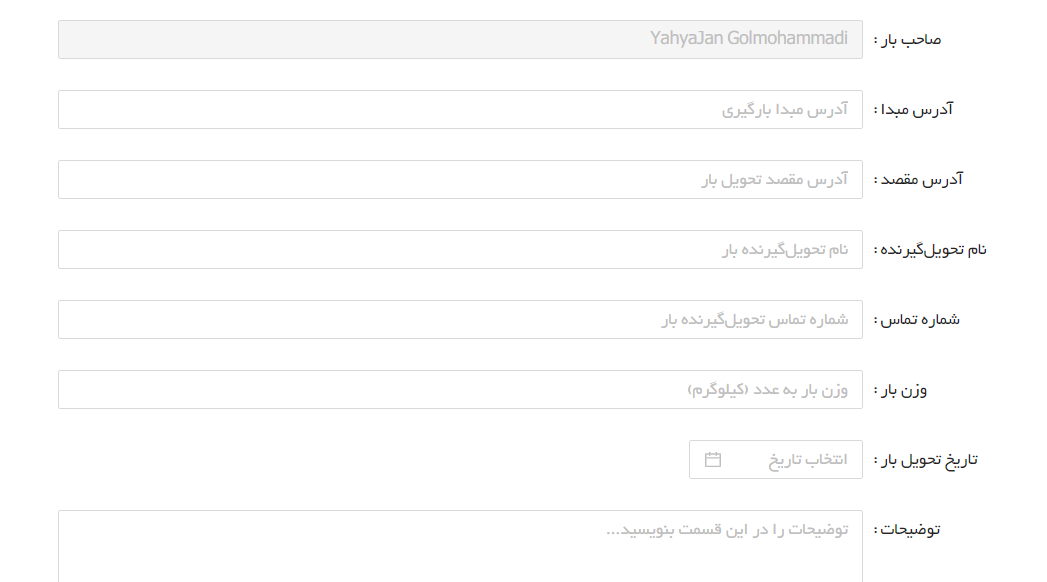 صاحب بار : YahyaJan Golmohammadi
آدرس مبدا : آدرس مبدا بارگیری
آدرس مقصد : آدرس مقصد تحویل بار
نام تحویل‌گیرنده : نام تحویل‌گیرنده بار
شماره تماس : شماره تماس تحویل‌گیرنده بار
وزن بار : وزن بار به عدد (کیلوگرم)
تاریخ تحویل بار : انتخاب تاریخ
توضیحات : توضیحات را در این قسمت بنویسید...